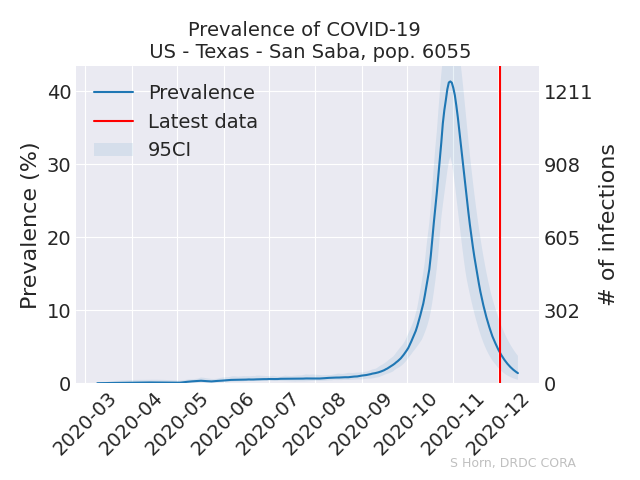 Prevalence of COVID-19
US - Texas - San Saba, pop. 6055
Prevalence
Latest data
95CI
Prevalence (%)
40
30
20
10
0
1211
908
605
302
0
# of infections
2020-03
2020-04
2020-05
2020-06
2020-07
2020-08
2020-09
2020-10
2020-11
2020-12
S Horn, DRDC CORA